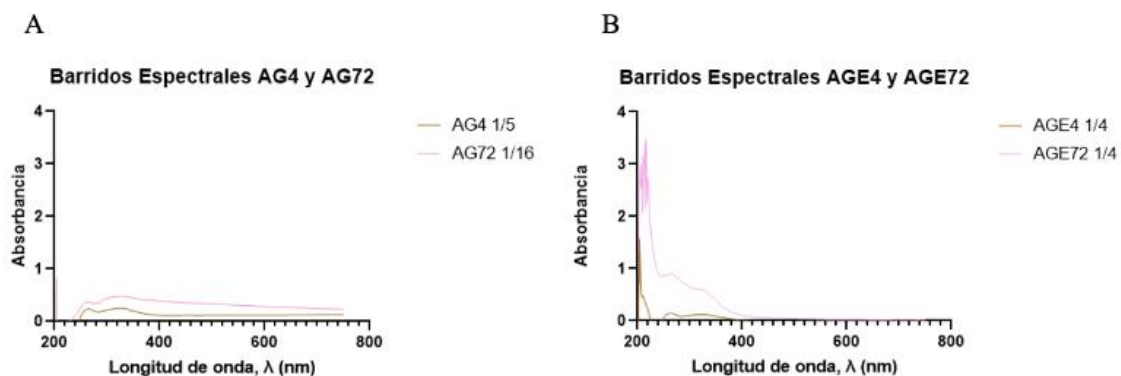 A
Barridos Espectrales AG4 y AG72
4
3
2
1
0
200
400
600
800
Absorbancia
Longitud de onda, λ (nm)
AG4 1/5
AG72 1/16
B
Barridos Espectrales AGE4 y AGE72
4
3
2
1
0
200
400
600
800
Absorbancia
Longitud de onda, λ (nm)
AGE4 1/4
AGE72 1/4